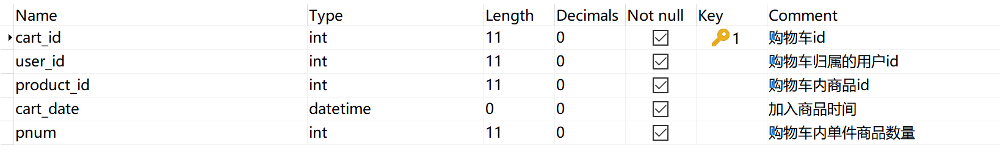 Name Type Length Decimals Not null Key Comment
cart_id int 11 0 1 购物车id
user_id int 11 0 购物车归属的用户id
product_id int 11 0 购物车内商品id
cart_date datetime 0 0 加入商品时间
pnum int 11 0 购物车内单件商品数量